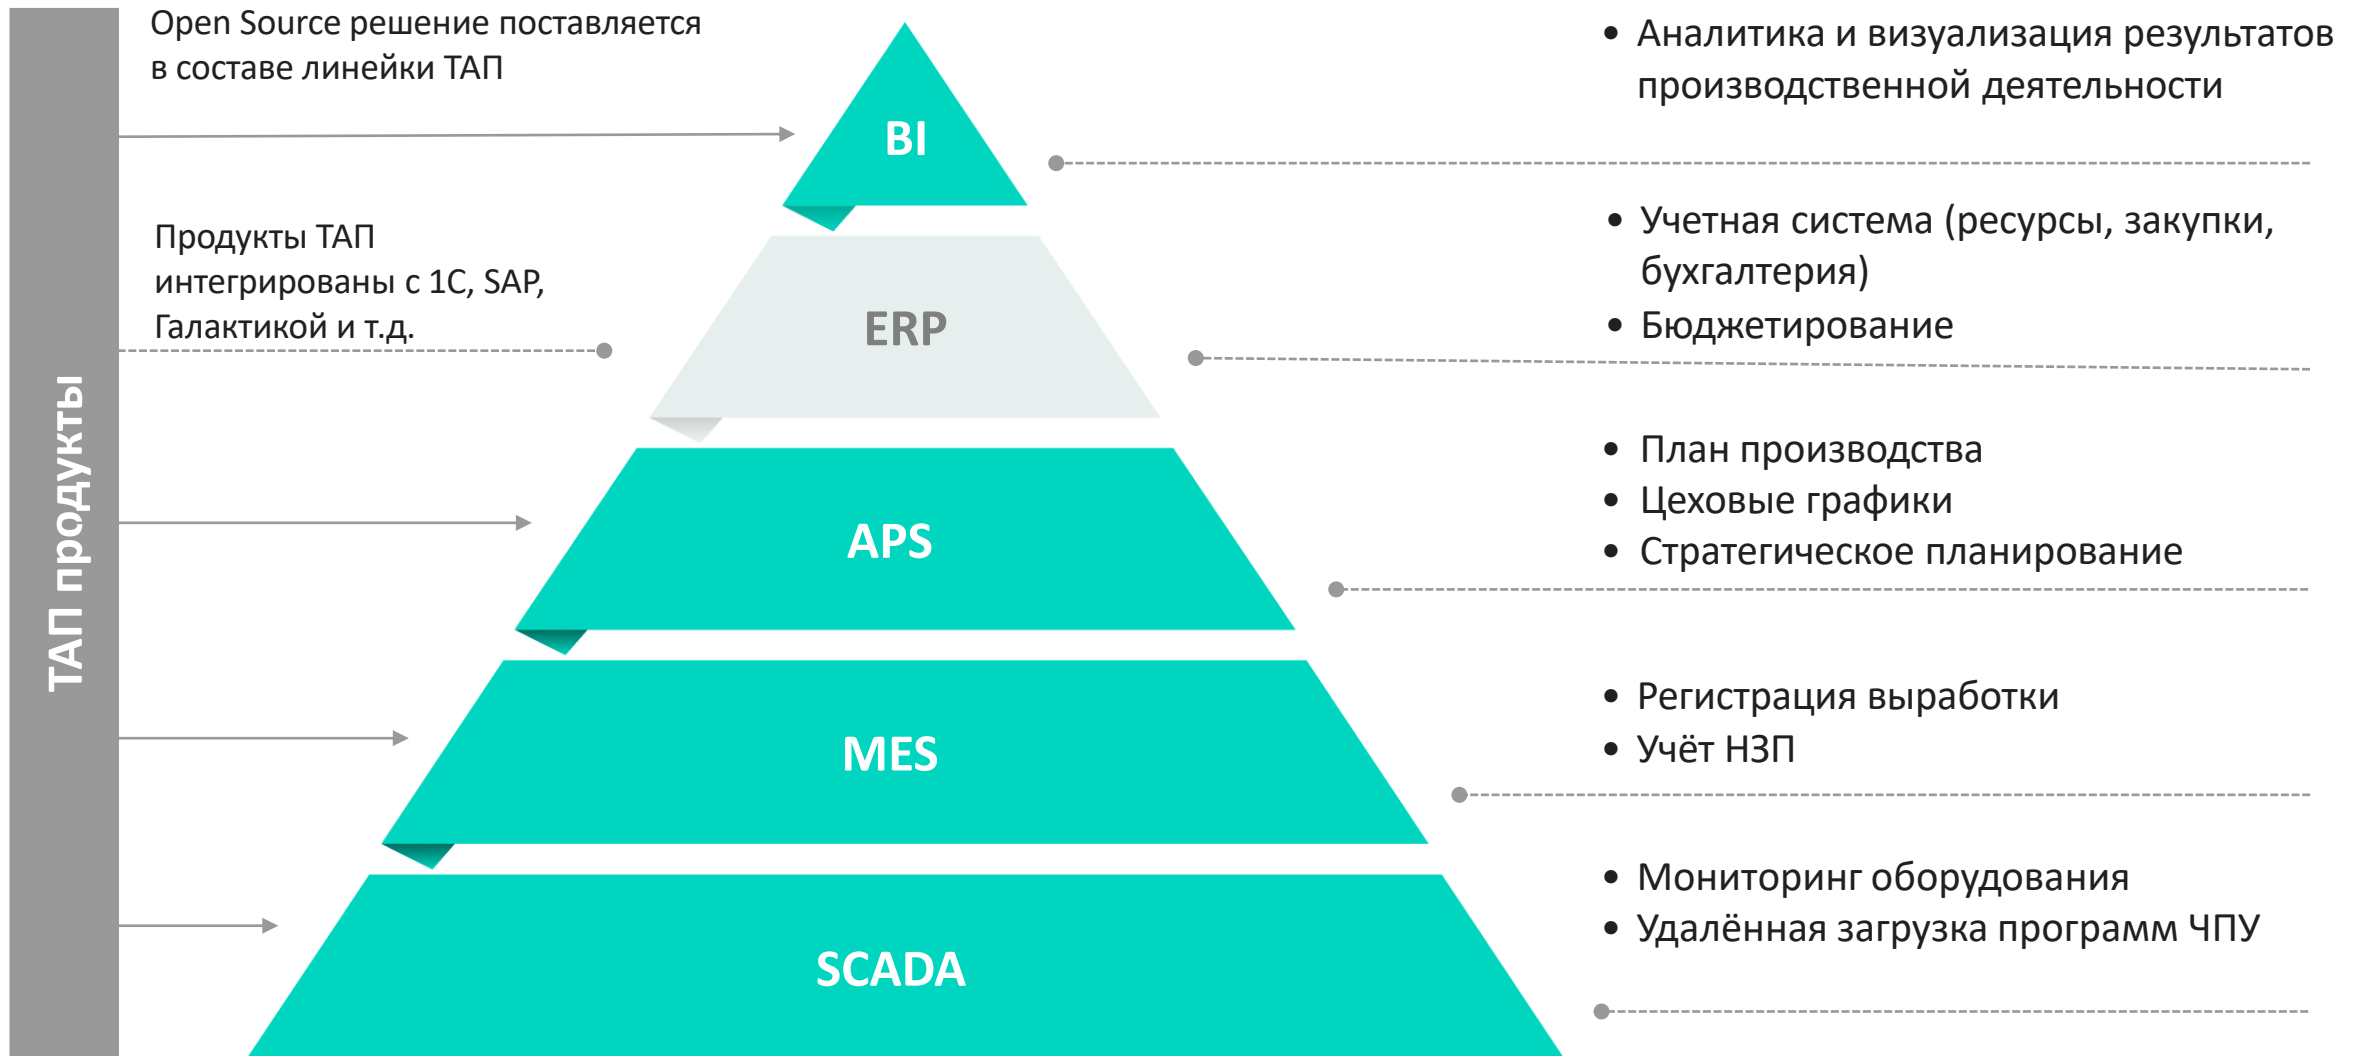 Open Source решение поставляется
в составе линейки ТАП
BI
• Аналитика и визуализация результатов
производственной деятельности
Продукты ТАП
интегрированы с 1С, SAP,
Галактикой и т.д.
ERP
• Учетная система (ресурсы, закупки,
бухгалтерия)
• Бюджетирование
ТАП продукты
APS
• План производства
• Цеховые графики
• Стратегическое планирование
MES
• Регистрация выработки
• Учёт НЗП
SCADA
• Мониторинг оборудования
• Удалённая загрузка программ ЧПУ